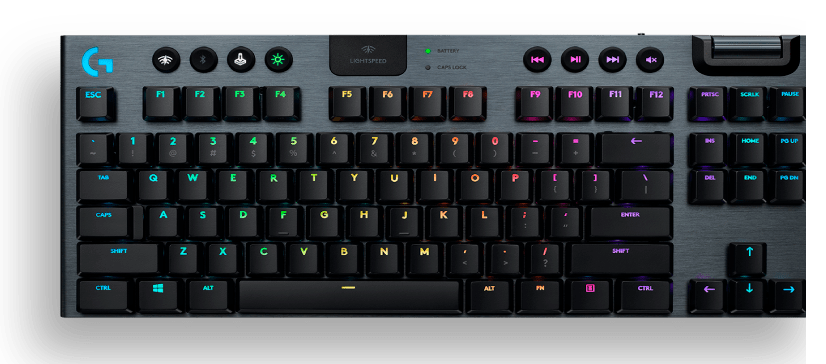 G LIGHTSPEED BATTERY CAPS LOCK
ESC F1 F2 F3 F4 F5 F6 F7 F8 F9 F10 F11 F12 PRTSC SCRLK PAUSE
` 1 2 3 4 5 6 7 8 9 0 - = ← INS HOME PG UP
~ ! @ # $ % ^ & * ( ) +
TAB Q W E R T Y U I O P [ ] \ DEL END PG DN
{ } |
CAPS A S D F G H J K L ; ' ENTER
: "
SHIFT Z X C V B N M , . / SHIFT ↑
< > ?
CTRL ALT ALT FN CTRL ← ↓ →